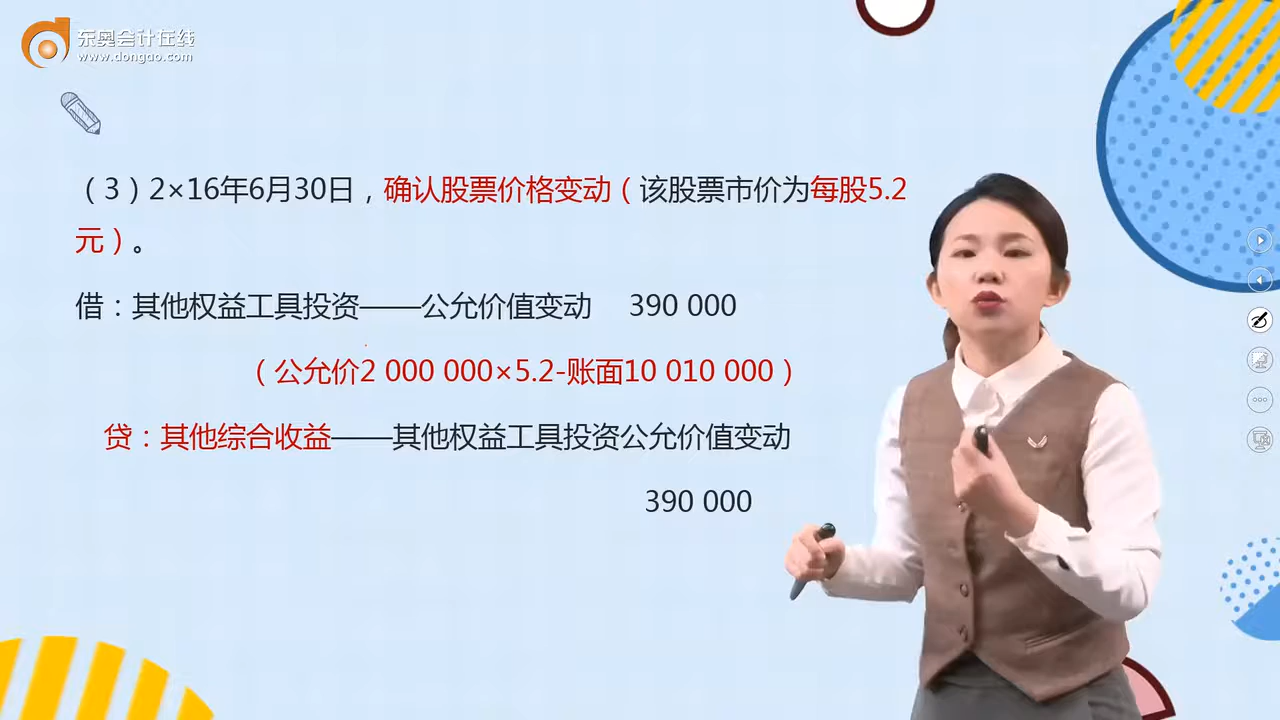 东奥会计在线
www.dongao.com
（3）2×16年6月30日，确认股票价格变动（该股票市价为每股5.2
元）。
借：其他权益工具投资——公允价值变动 390 000
（公允价2 000 000×5.2-账面10 010 000）
贷：其他综合收益——其他权益工具投资公允价值变动
390 000